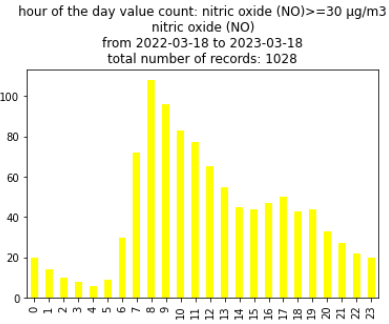 hour of the day value count: nitric oxide (NO)>=30 μg/m3
nitric oxide (NO)
from 2022-03-18 to 2023-03-18
total number of records: 1028
100
80
60
40
20
0
0 1 2 3 4 5 6 7 8 9 10 11 12 13 14 15 16 17 18 19 20 21 22 23